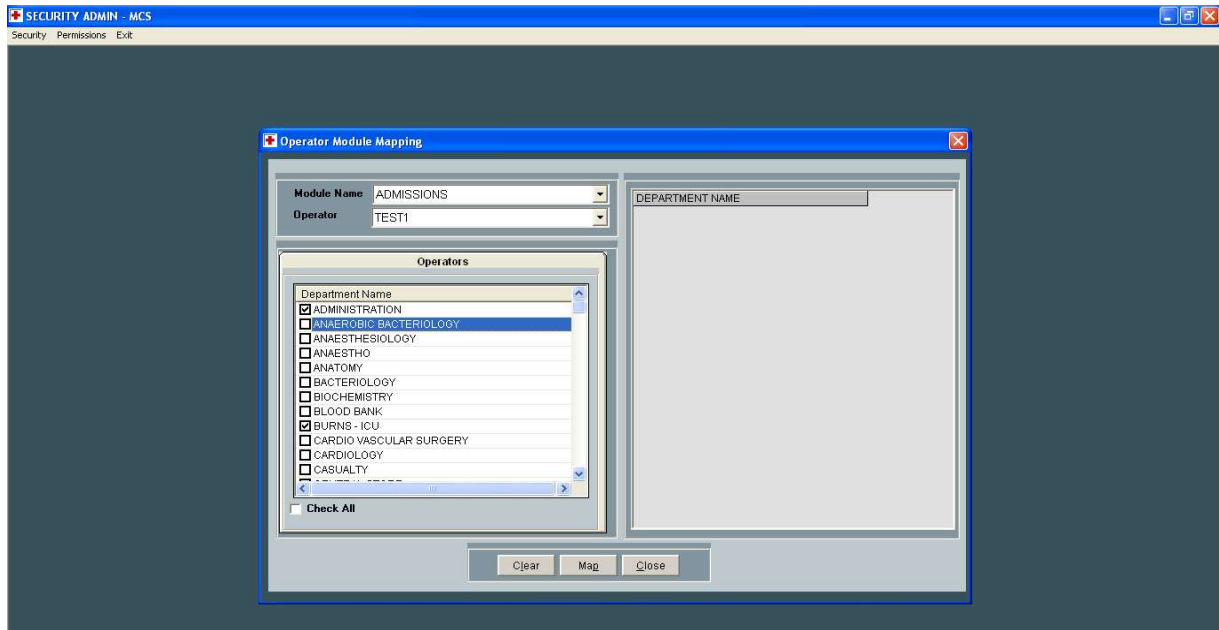 SECURITY ADMIN - MCS
Security Permissions Exit
Operator Module Mapping
Module Name ADMISSIONS
Operator TEST1
Operators
Department Name
ADMINISTRATION
ANAEROBIC BACTERIOLOGY
ANAESTHESIOLOGY
ANAESTHO
ANATOMY
BACTERIOLOGY
BIOCHEMISTRY
BLOOD BANK
BURNS - ICU
CARDIO VASCULAR SURGERY
CARDIOLOGY
CASUALTY
Check All
DEPARTMENT NAME
Clear Map Close